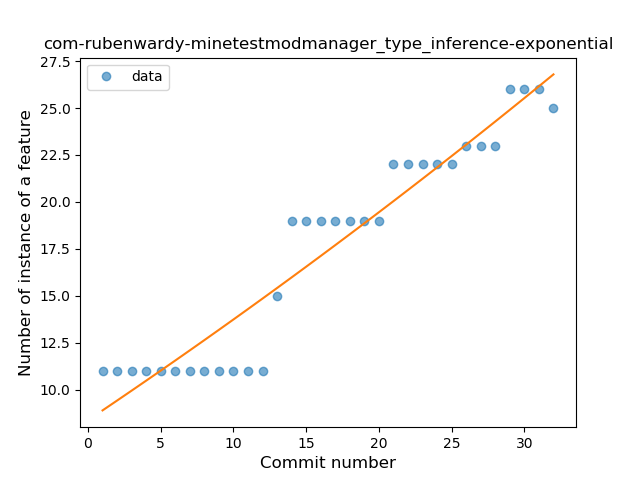 com-rubenwardy-minetestmodmanager_type_inference-exponential
27.5
25.0
22.5
20.0
17.5
15.0
12.5
10.0
data
Number of instance of a feature
0 5 10 15 20 25 30
Commit number